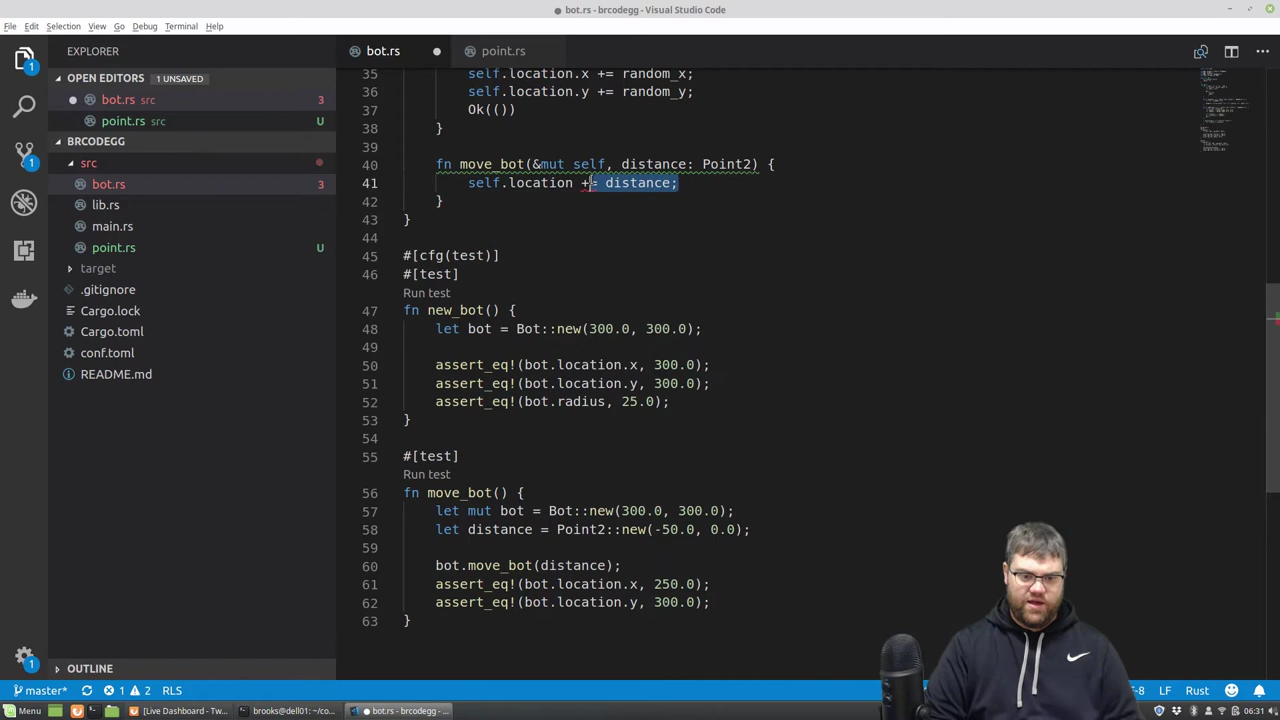 ● bot.rs - brcodegg - Visual Studio Code
File Edit Selection View Go Debug Terminal Help
EXPLORER
bot.rs ●
point.rs
OPEN EDITORS 1 UNSAVED
● bot.rs src 3
point.rs src U
BRCODEGG
src
bot.rs 3
lib.rs
main.rs
point.rs U
target
.gitignore
Cargo.lock
Cargo.toml
conf.toml
README.md
OUTLINE
1
1
1
35 self.location.x += random_x;
36 self.location.y += random_y;
37 Ok(())
38 }
39
40 fn move_bot(&mut self, distance: Point2) {
41 self.location += distance;
42 }
43 }
44
45 #[cfg(test)]
46 #[test]
Run test
47 fn new_bot() {
48 let bot = Bot::new(300.0, 300.0);
49
50 assert_eq!(bot.location.x, 300.0);
51 assert_eq!(bot.location.y, 300.0);
52 assert_eq!(bot.radius, 25.0);
53 }
54
55 #[test]
Run test
56 fn move_bot() {
57 let mut bot = Bot::new(300.0, 300.0);
58 let distance = Point2::new(-50.0, 0.0);
59
60 bot.move_bot(distance);
61 assert_eq!(bot.location.x, 250.0);
62 assert_eq!(bot.location.y, 300.0);
63 }
master* 1 2 RLS
F-8 LF Rust 1
Menu
[Live Dashboard - Tw...
brooks@dell01: ~/co...
● bot.rs - brcodegg - ...
06:31